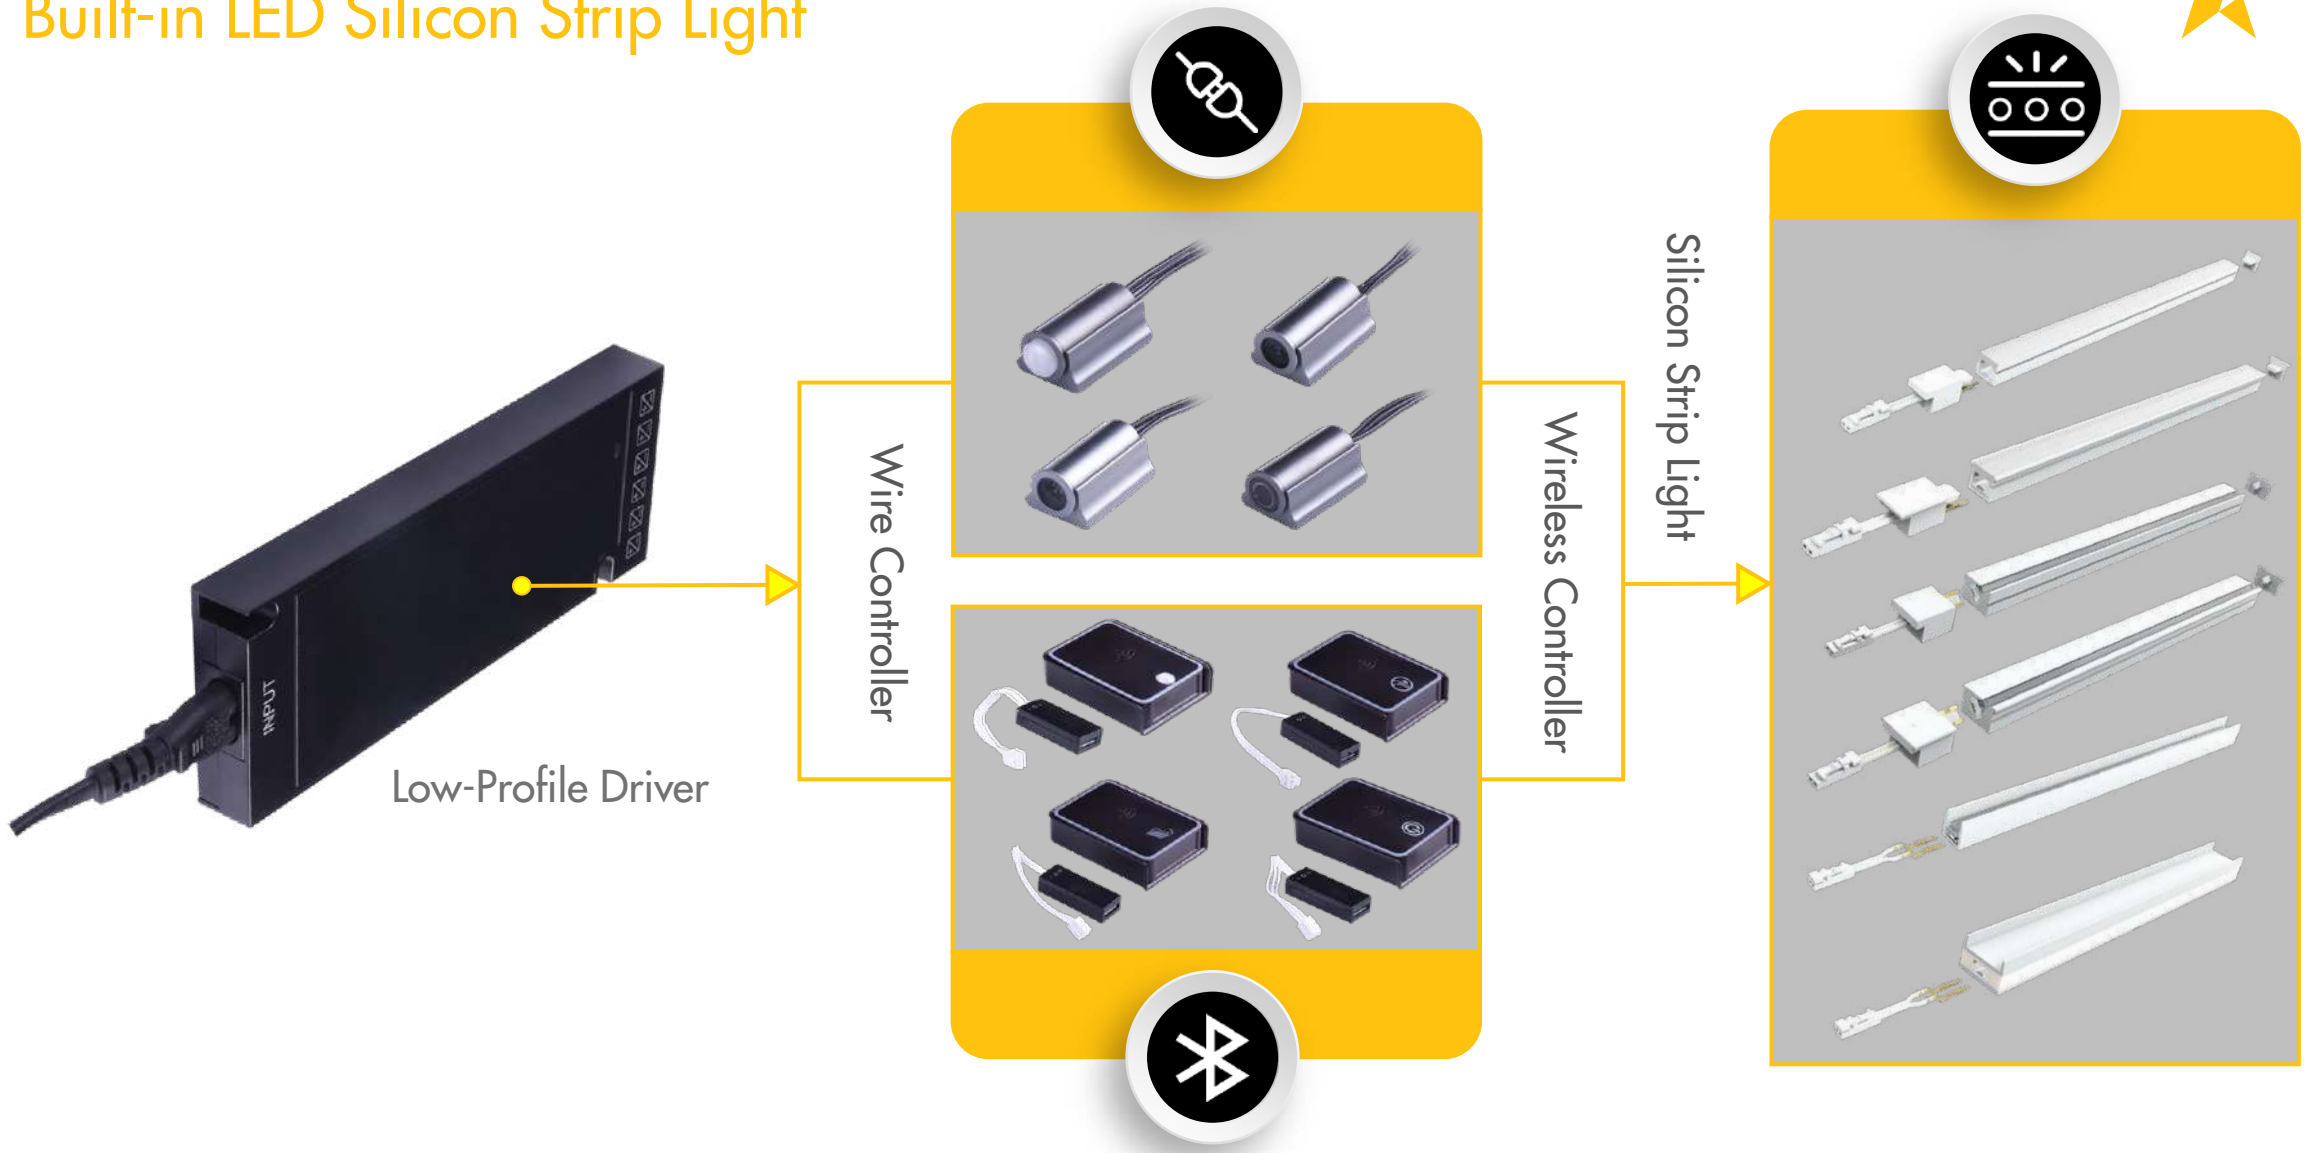 Built-in LED Silicon Strip Light
INPUT
Low-Profile Driver
Wire Controller
Wireless Controller
Silicon Strip Light